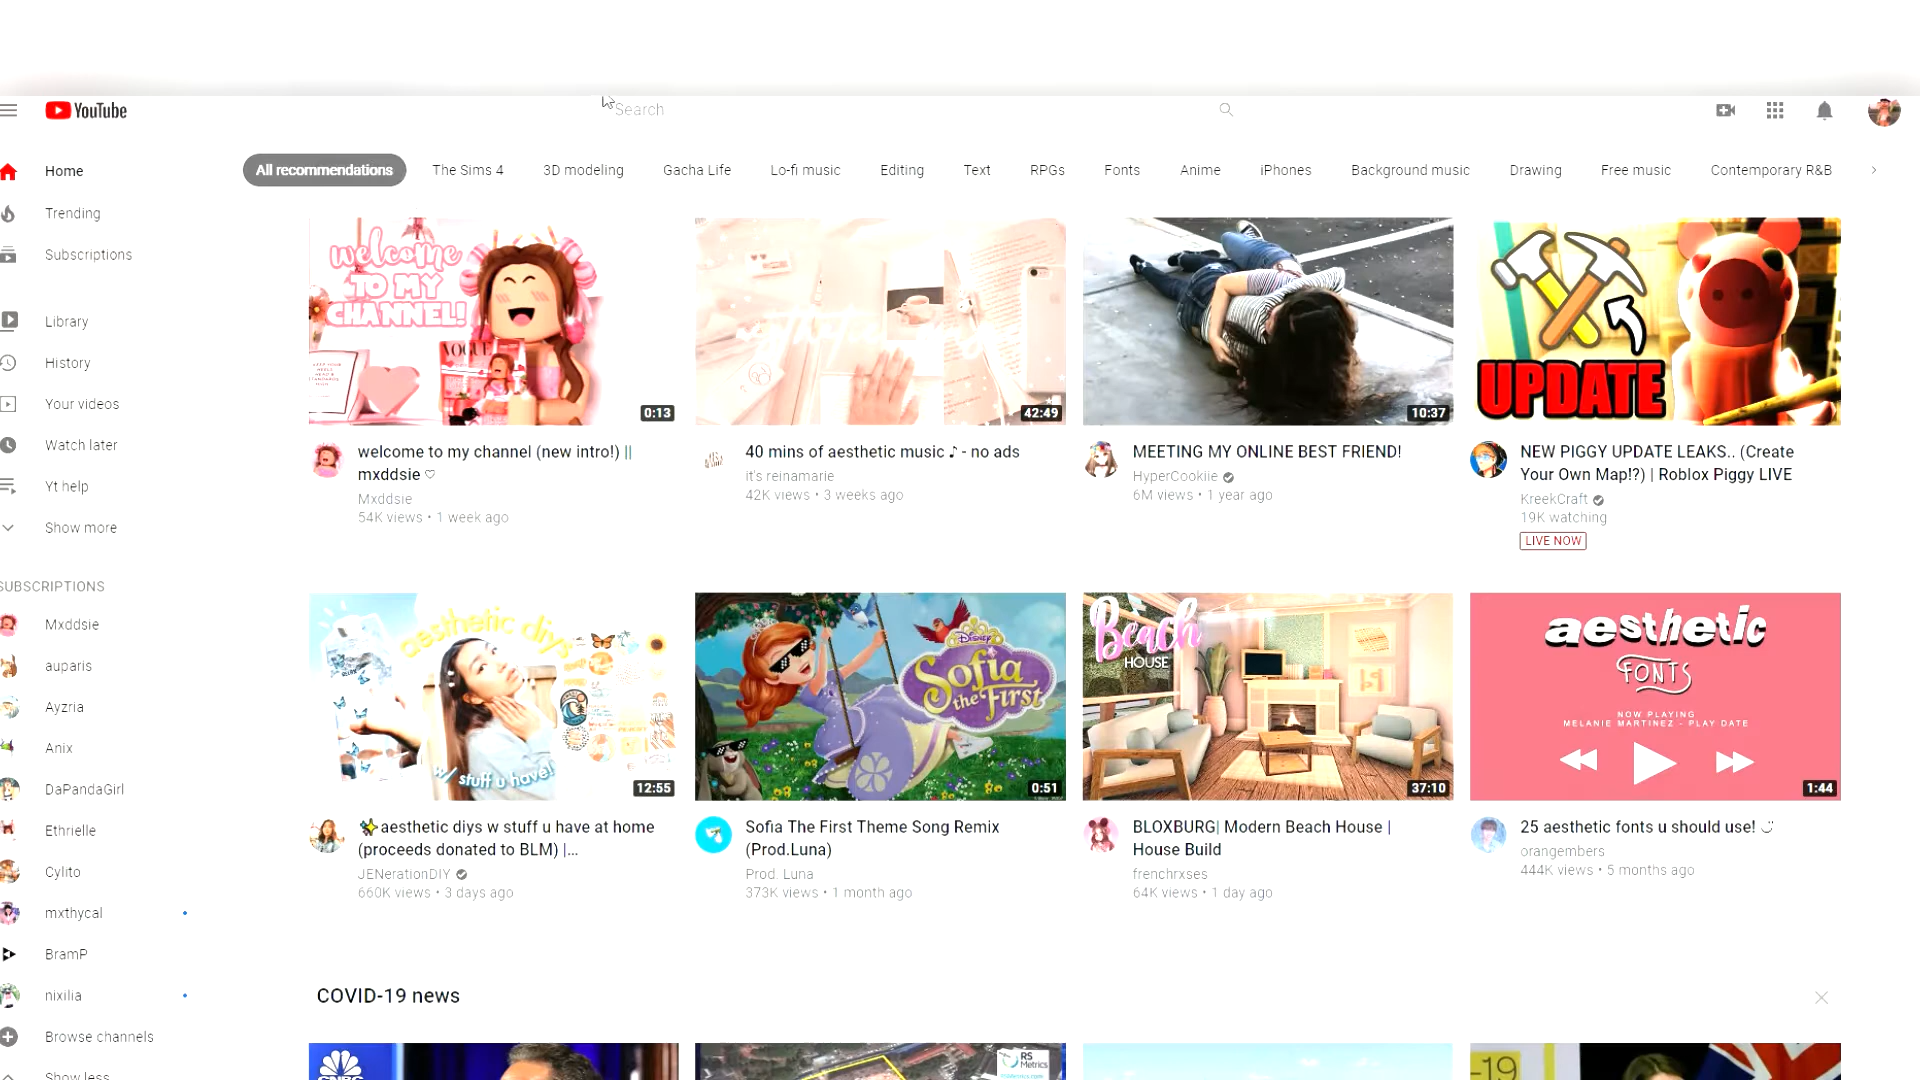 YouTube
Search
Home
Trending
Subscriptions
Library
History
Your videos
Watch later
Yt help
Show more
SUBSCRIPTIONS
Mxddsie
auparis
Ayzria
Anix
DaPandaGirl
Ethrielle
Cylito
mxthycal
BramP
nixilia
Browse channels
Show less
All recommendations The Sims 4 3D modeling Gacha Life Lo-fi music Editing Text RPGs Fonts Anime iPhones Background music Drawing Free music Contemporary R&B
welcome
TO MY
CHANNEL!
VOGUE
0:13
welcome to my channel (new intro!) ||
mxddsie ♡
Mxddsie
54K views • 1 week ago
42:49
40 mins of aesthetic music ♪ - no ads
it's reinamarie
42K views • 3 weeks ago
10:37
MEETING MY ONLINE BEST FRIEND!
HyperCookiie
6M views • 1 year ago
UPDATE
NEW PIGGY UPDATE LEAKS.. (Create
Your Own Map!?) | Roblox Piggy LIVE
KreekCraft
19K watching
LIVE NOW
aesthetic diys
w/ stuff u have!
12:55
✨aesthetic diys w stuff u have at home
(proceeds donated to BLM) |...
JENerationDIY
660K views • 3 days ago
Disney
Sofia
the First
0:51
Sofia The First Theme Song Remix
(Prod.Luna)
Prod. Luna
373K views • 1 month ago
Beach
HOUSE
37:10
BLOXBURG| Modern Beach House |
House Build
frenchrxses
64K views • 1 day ago
aesthetic
FONTS
NOW PLAYING
MELANIE MARTINEZ - PLAY DATE
1:44
25 aesthetic fonts u should use! ツ
orangembers
444K views • 5 months ago
COVID-19 news
RS
Metrics
-19